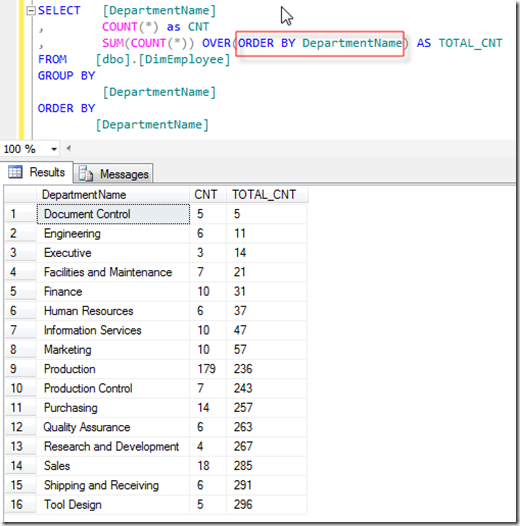 SELECT [DepartmentName]
, COUNT(*) as CNT
, SUM(COUNT(*)) OVER(ORDER BY DepartmentName) AS TOTAL_CNT
FROM [dbo].[DimEmployee]
GROUP BY
[DepartmentName]
ORDER BY
[DepartmentName]
100 %
Results Messages
DepartmentName CNT TOTAL_CNT
1 Document Control 5 5
2 Engineering 6 11
3 Executive 3 14
4 Facilities and Maintenance 7 21
5 Finance 10 31
6 Human Resources 6 37
7 Information Services 10 47
8 Marketing 10 57
9 Production 179 236
10 Production Control 7 243
11 Purchasing 14 257
12 Quality Assurance 6 263
13 Research and Development 4 267
14 Sales 18 285
15 Shipping and Receiving 6 291
16 Tool Design 5 296